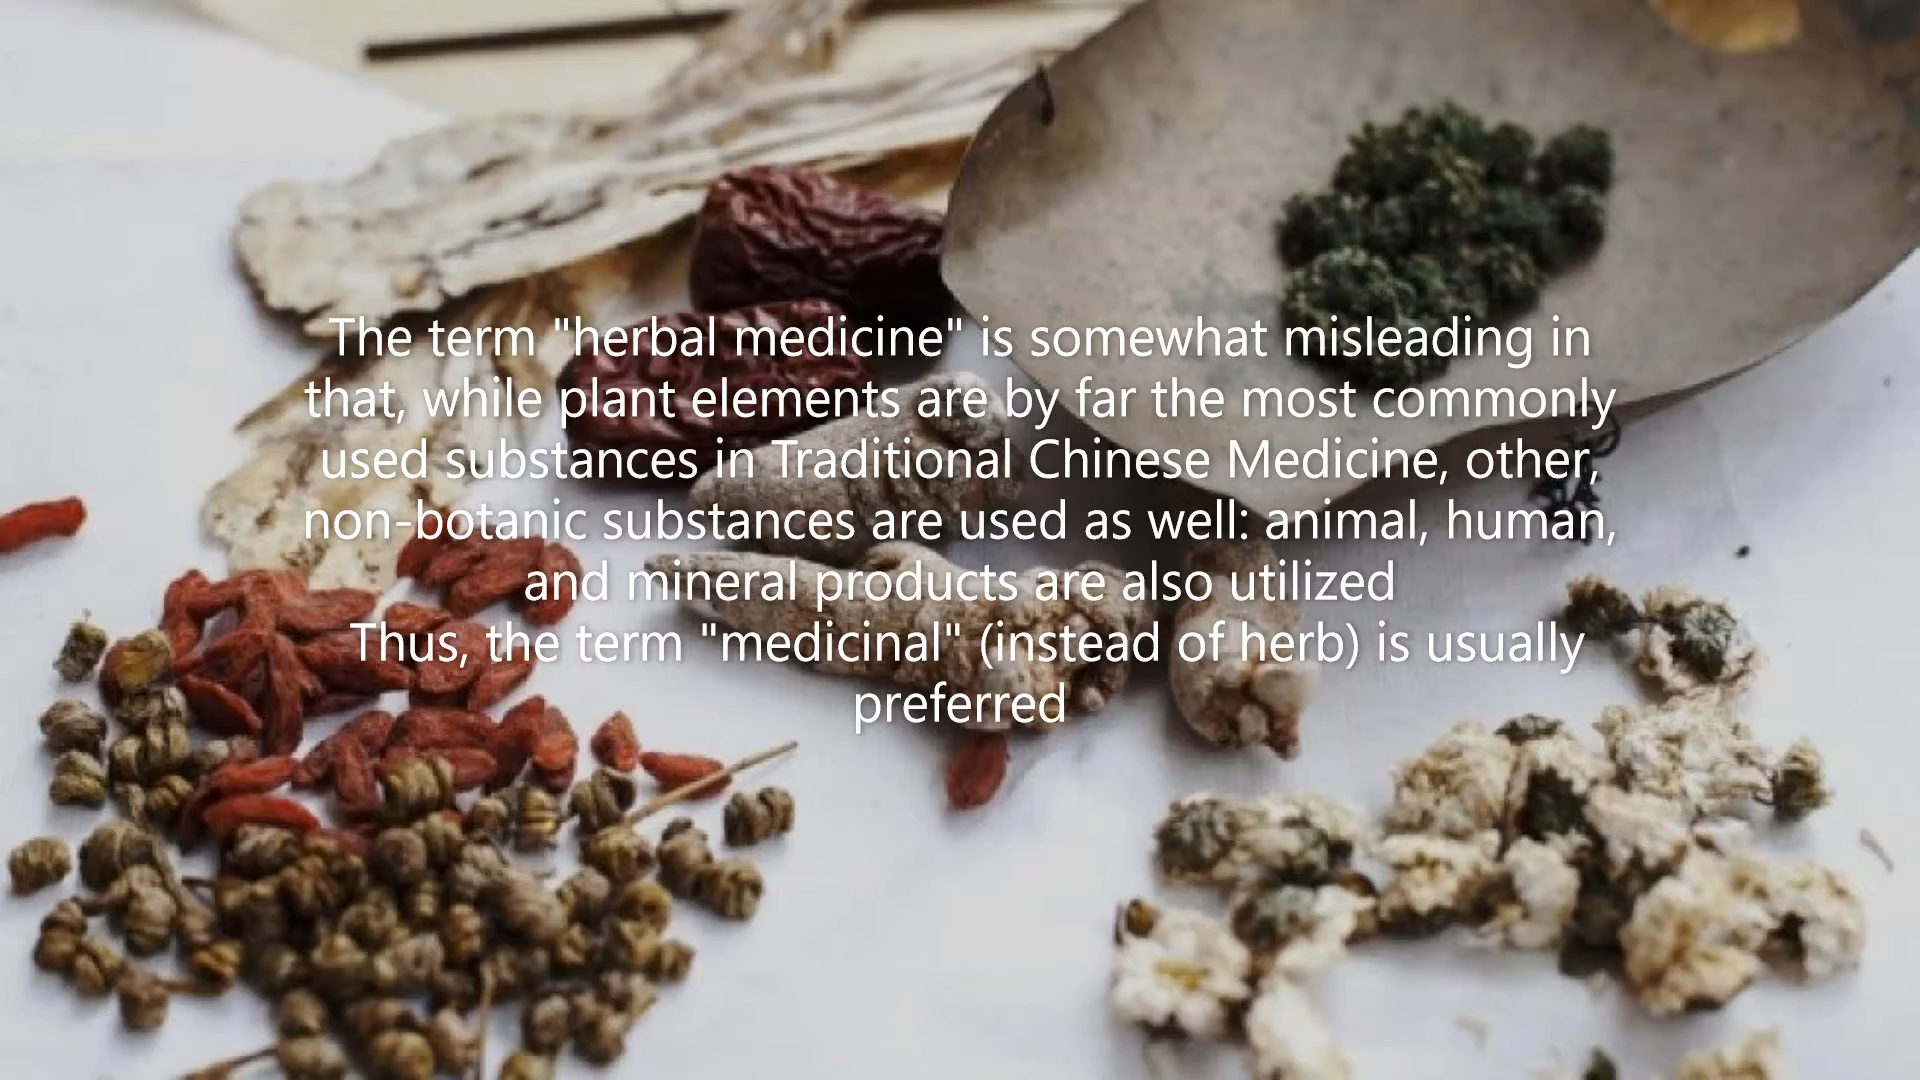 The term "herbal medicine" is somewhat misleading in
that, while plant elements are by far the most commonly
used substances in Traditional Chinese Medicine, other,
non-botanic substances are used as well: animal, human,
and mineral products are also utilized
Thus, the term "medicinal" (instead of herb) is usually
preferred